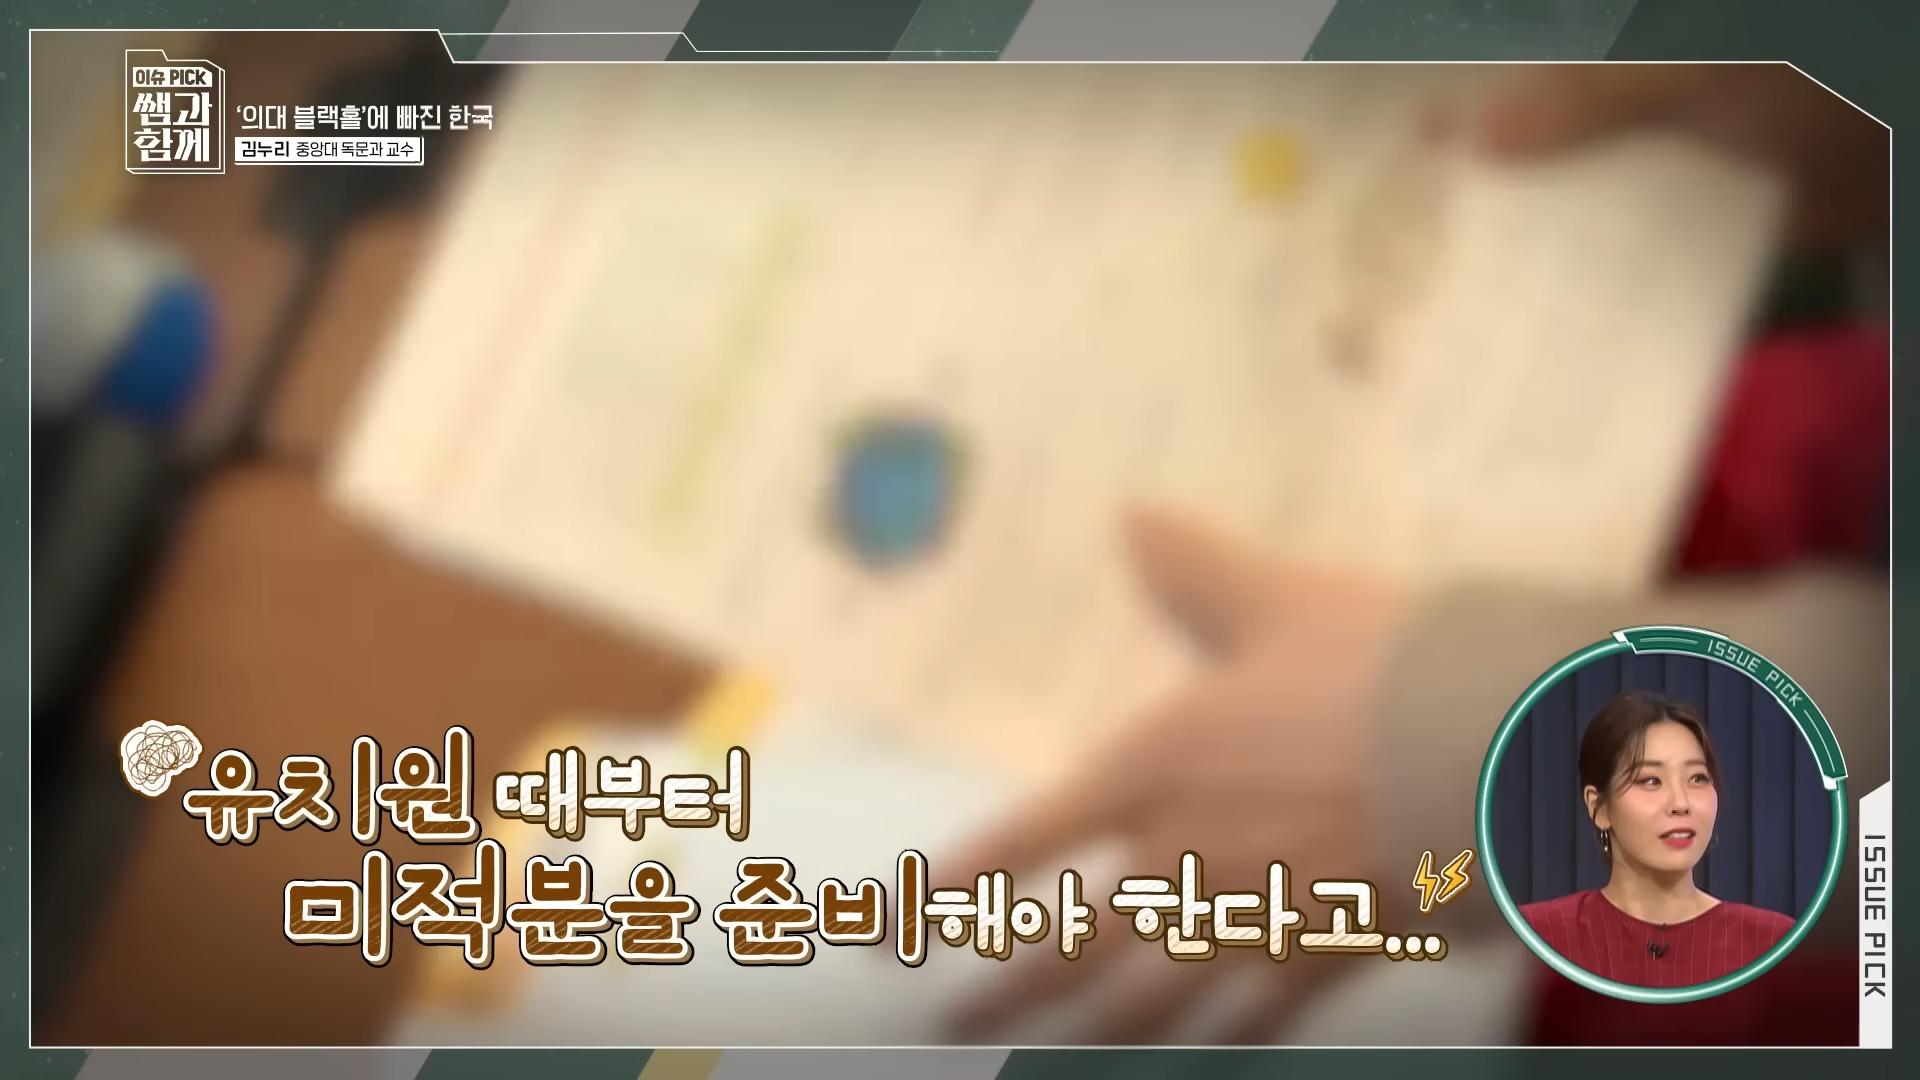 이슈 PICK
쌤과
함께
'의대 블랙홀'에 빠진 한국
김누리 중앙대 독문과 교수
유치원 때부터
미적분을 준비해야 한다고...
ISSUE PICK
ISSUE PICK